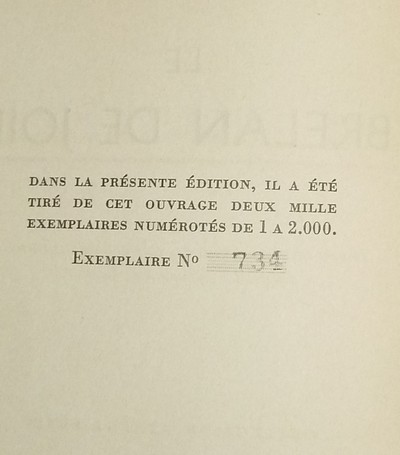 DANS LA PRÉSENTE ÉDITION, IL A ÉTÉ
TIRÉ DE CET OUVRAGE DEUX MILLE
EXEMPLAIRES NUMÉROTÉS DE 1 A 2.000.
EXEMPLAIRE Nº 734